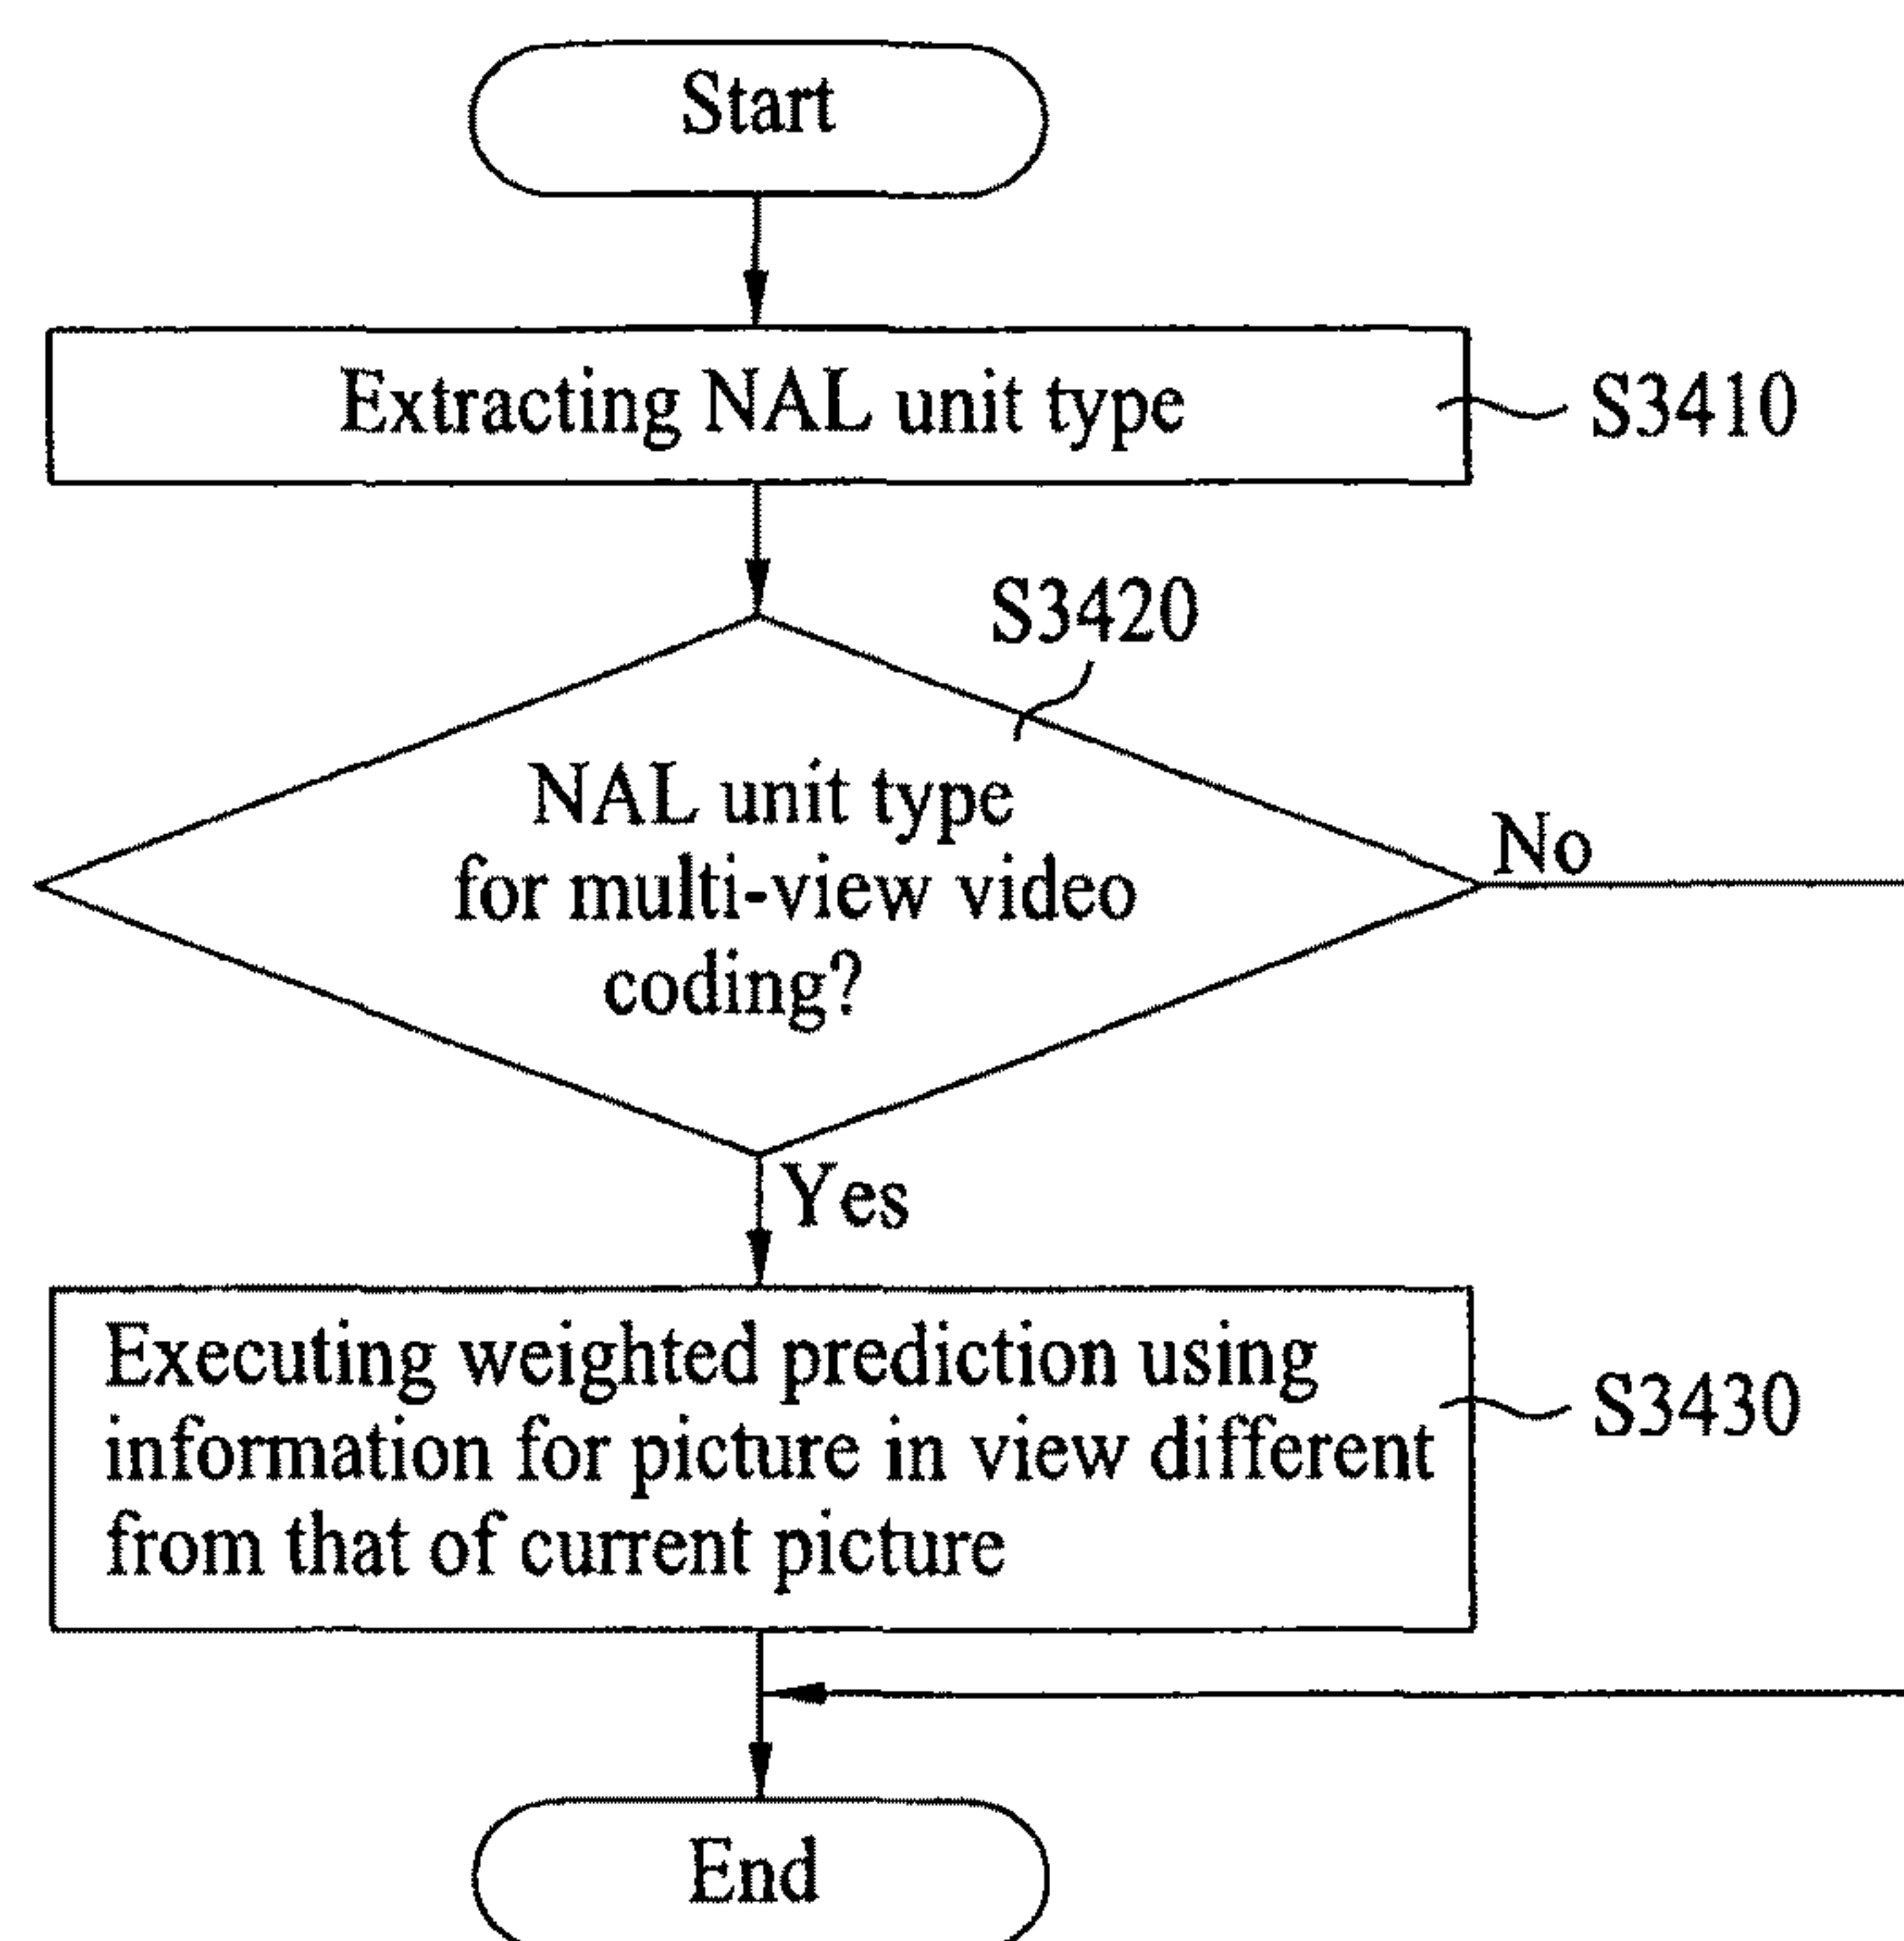 Start
Extracting NAL unit type
S3410
S3420
NAL unit type
for multi-view video
coding?
No
Yes
Executing weighted prediction using
information for picture in view different
from that of current picture
S3430
End